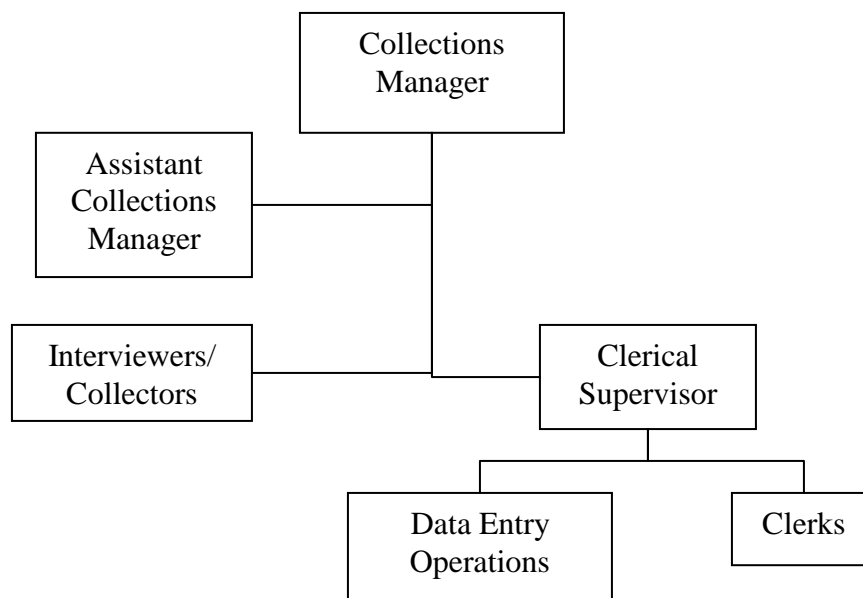 Collections
Manager
Assistant
Collections
Manager
Interviewers/
Collectors
Clerical
Supervisor
Data Entry
Operations
Clerks